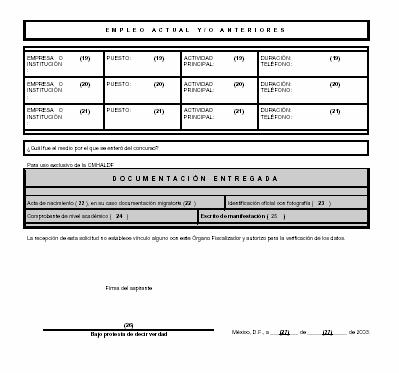 EMPLEO ACTUAL Y/O ANTERIORES
EMPRESA O INSTITUCIÓN (19) PUESTO: (19) ACTIVIDAD PRINCIPAL: (19) DURACIÓN: TELÉFONO: (19)
EMPRESA O INSTITUCIÓN (20) PUESTO: (20) ACTIVIDAD PRINCIPAL: (20) DURACIÓN: TELÉFONO: (20)
EMPRESA O INSTITUCIÓN (21) PUESTO: (21) ACTIVIDAD PRINCIPAL: (21) DURACIÓN: TELÉFONO: (21)
¿Cuál fue el medio por el que se enteró del concurso?
Para uso exclusivo de la CMHALDF
DOCUMENTACIÓN ENTREGADA
Acta de nacimiento ( 22 ), en su caso documentación migratoria (22 ) Identificación oficial con fotografía ( 23 )
Comprobante de nivel académico ( 24 ) Escrito de manifestación ( 25 )
La recepción de esta solicitud no establece vínculo alguno con este Órgano Fiscalizador y autorizo para la verificación de los datos.
Firma del aspirante
(26)
Bajo protesta de decir verdad
México, D.F., a (27) de (27) de 2003